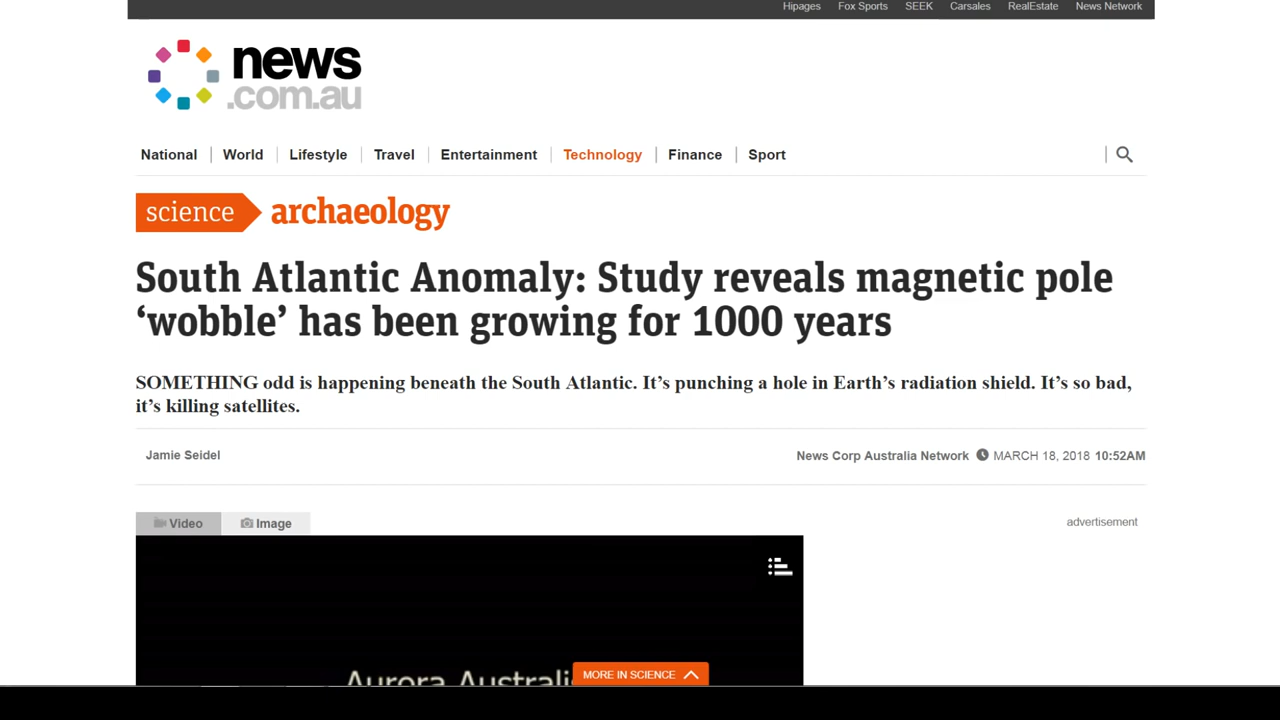 Hipages Fox Sports SEEK Carsales RealEstate News Network
news
.com.au
National World Lifestyle Travel Entertainment Technology Finance Sport
science archaeology
South Atlantic Anomaly: Study reveals magnetic pole
‘wobble’ has been growing for 1000 years
SOMETHING odd is happening beneath the South Atlantic. It’s punching a hole in Earth’s radiation shield. It’s so bad,
it’s killing satellites.
Jamie Seidel News Corp Australia Network MARCH 18, 2018 10:52AM
Video Image advertisement
Aurora
MORE IN SCIENCE